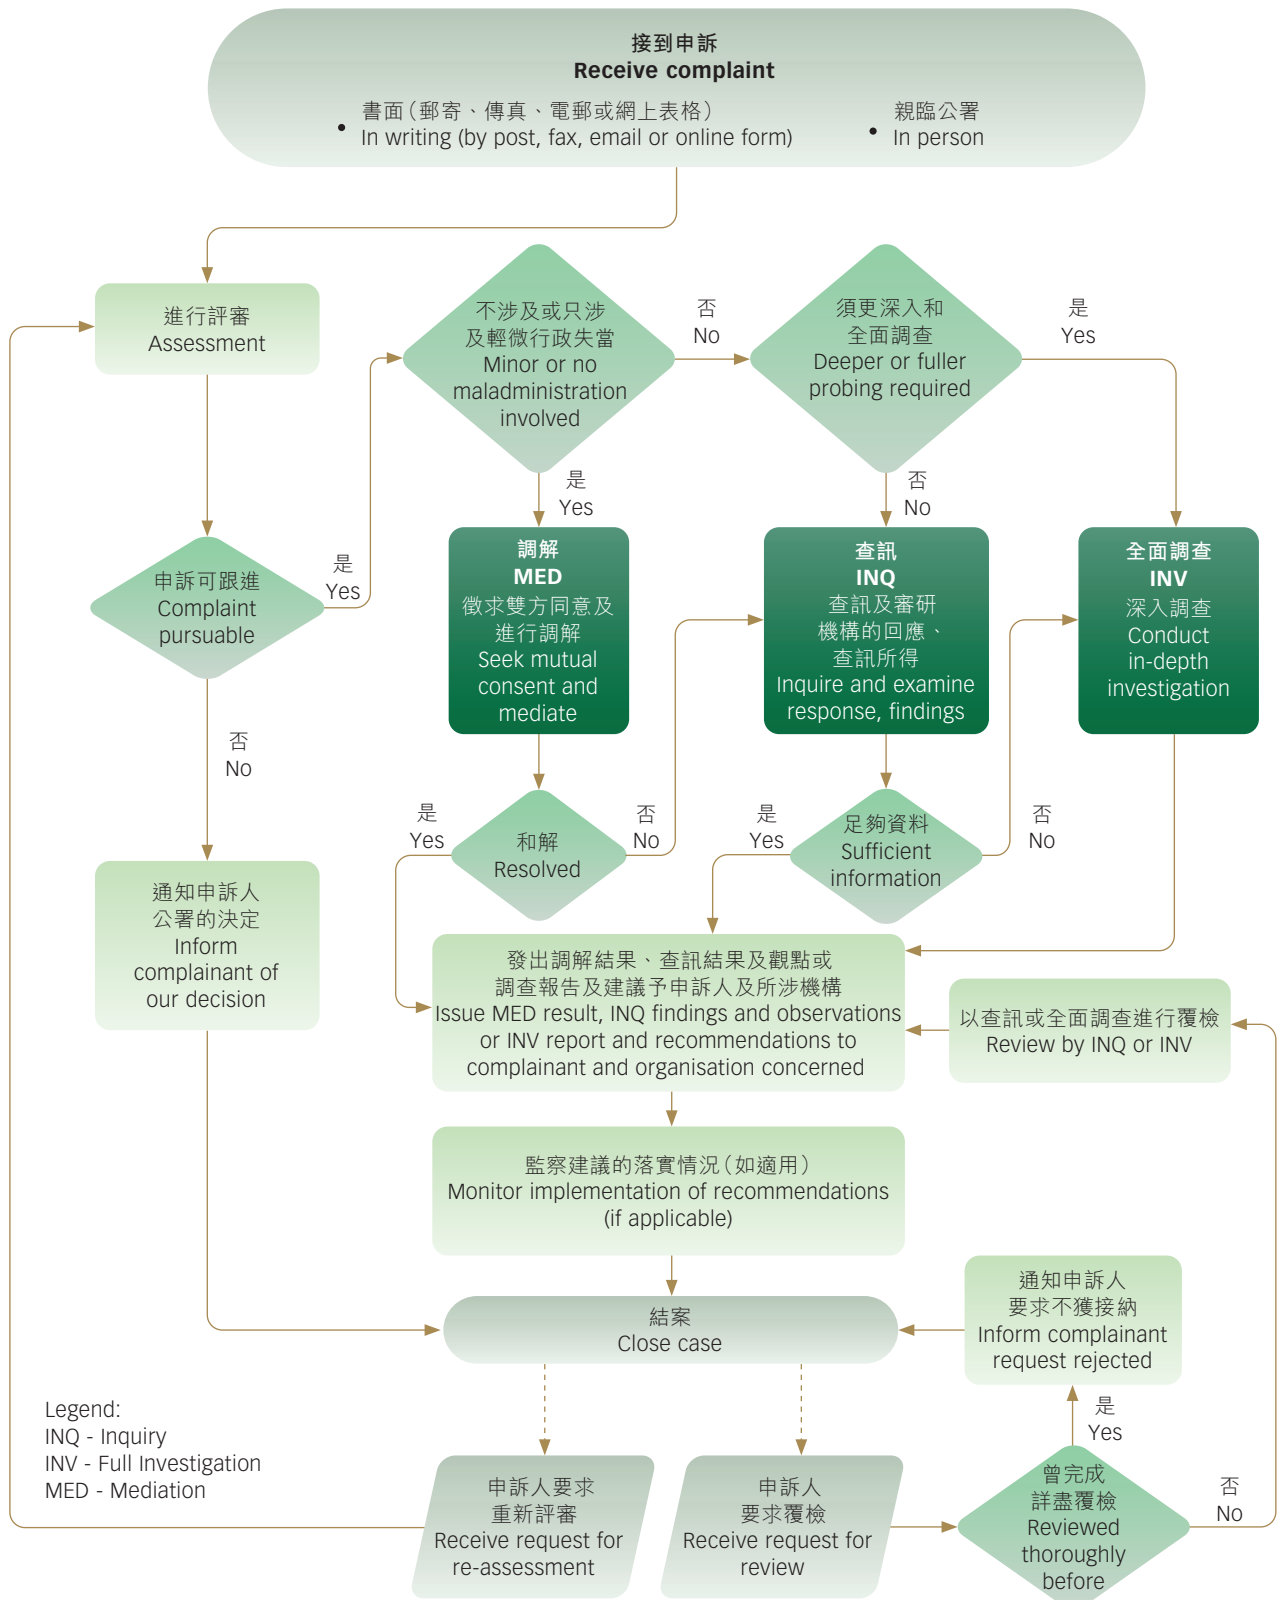 接到申訴
Receive complaint
書面（郵寄、傳真、電郵或網上表格）
• In writing (by post, fax, email or online form)
親臨公署
• In person
進行評審
Assessment
不涉及或只涉
及輕微行政失當
Minor or no
maladministration
involved
否
No
須更深入和
全面調查
Deeper or fuller
probing required
是
Yes
是
Yes
否
No
申訴可跟進
Complaint
pursuable
是
Yes
調解
MED
徵求雙方同意及
進行調解
Seek mutual
consent and
mediate
查訊
INQ
查訊及審研
機構的回應、
查訊所得
Inquire and examine
response, findings
全面調查
INV
深入調查
Conduct
in-depth
investigation
否
No
是
Yes
和解
Resolved
否
No
是
Yes
足夠資料
Sufficient
information
否
No
通知申訴人
公署的決定
Inform
complainant of
our decision
發出調解結果、查訊結果及觀點或
調查報告及建議予申訴人及所涉機構
Issue MED result, INQ findings and observations
or INV report and recommendations to
complainant and organisation concerned
以查訊或全面調查進行覆檢
Review by INQ or INV
監察建議的落實情況（如適用）
Monitor implementation of recommendations
(if applicable)
結案
Close case
通知申訴人
要求不獲接納
Inform complainant
request rejected
是
Yes
Legend:
INQ - Inquiry
INV - Full Investigation
MED - Mediation
申訴人要求
重新評審
Receive request for
re-assessment
申訴人
要求覆檢
Receive request for
review
曾完成
詳盡覆檢
Reviewed
thoroughly
before
否
No